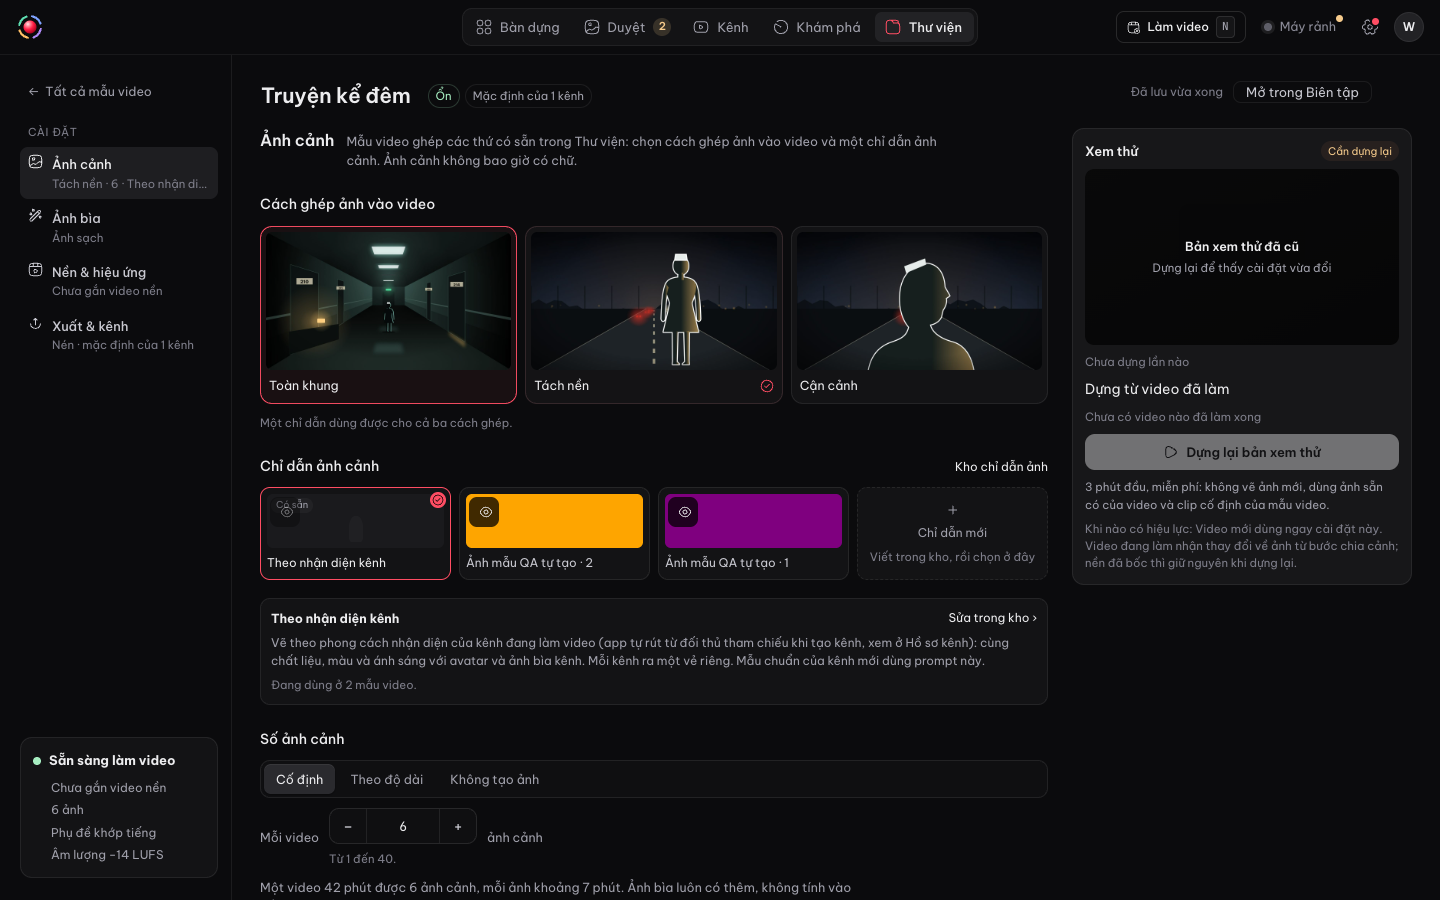 Bàn dựng
Duyệt 2
Kênh
Khám phá
Thư viện
Làm video N
Máy rảnh
W
← Tất cả mẫu video
CÀI ĐẶT
Ảnh cảnh
Tách nền · 6 · Theo nhận di...
Ảnh bìa
Ảnh sạch
Nền & hiệu ứng
Chưa gắn video nền
Xuất & kênh
Nén · mặc định của 1 kênh
Sẵn sàng làm video
Chưa gắn video nền
6 ảnh
Phụ đề khớp tiếng
Âm lượng -14 LUFS
Truyện kể đêm
Ổn
Mặc định của 1 kênh
Đã lưu vừa xong
Mở trong Biên tập
Ảnh cảnh
Mẫu video ghép các thứ có sẵn trong Thư viện: chọn cách ghép ảnh vào video và một chỉ dẫn ảnh
cảnh. Ảnh cảnh không bao giờ có chữ.
Cách ghép ảnh vào video
210
Toàn khung
Tách nền
Cận cảnh
Một chỉ dẫn dùng được cho cả ba cách ghép.
Chỉ dẫn ảnh cảnh
Kho chỉ dẫn ảnh
Có sẵn
Theo nhận diện kênh
Ảnh mẫu QA tự tạo · 2
Ảnh mẫu QA tự tạo · 1
+
Chỉ dẫn mới
Viết trong kho, rồi chọn ở đây
Theo nhận diện kênh
Sửa trong kho ›
Vẽ theo phong cách nhận diện của kênh đang làm video (app tự rút từ đối thủ tham chiếu khi tạo kênh, xem ở Hồ sơ kênh): cùng
chất liệu, màu và ánh sáng với avatar và ảnh bìa kênh. Mỗi kênh ra một vẻ riêng. Mẫu chuẩn của kênh mới dùng prompt này.
Đang dùng ở 2 mẫu video.
Số ảnh cảnh
Cố định
Theo độ dài
Không tạo ảnh
Mỗi video − 6 + ảnh cảnh
Từ 1 đến 40.
Một video 42 phút được 6 ảnh cảnh, mỗi ảnh khoảng 7 phút. Ảnh bìa luôn có thêm, không tính vào
Xem thử
Cần dựng lại
Bản xem thử đã cũ
Dựng lại để thấy cài đặt vừa đổi
Chưa dựng lần nào
Dựng từ video đã làm
Chưa có video nào đã làm xong
Dựng lại bản xem thử
3 phút đầu, miễn phí: không vẽ ảnh mới, dùng ảnh sẵn
có của video và clip cố định của mẫu video.
Khi nào có hiệu lực: Video mới dùng ngay cài đặt này.
Video đang làm nhận thay đổi về ảnh từ bước chia cảnh;
nền đã bốc thì giữ nguyên khi dựng lại.